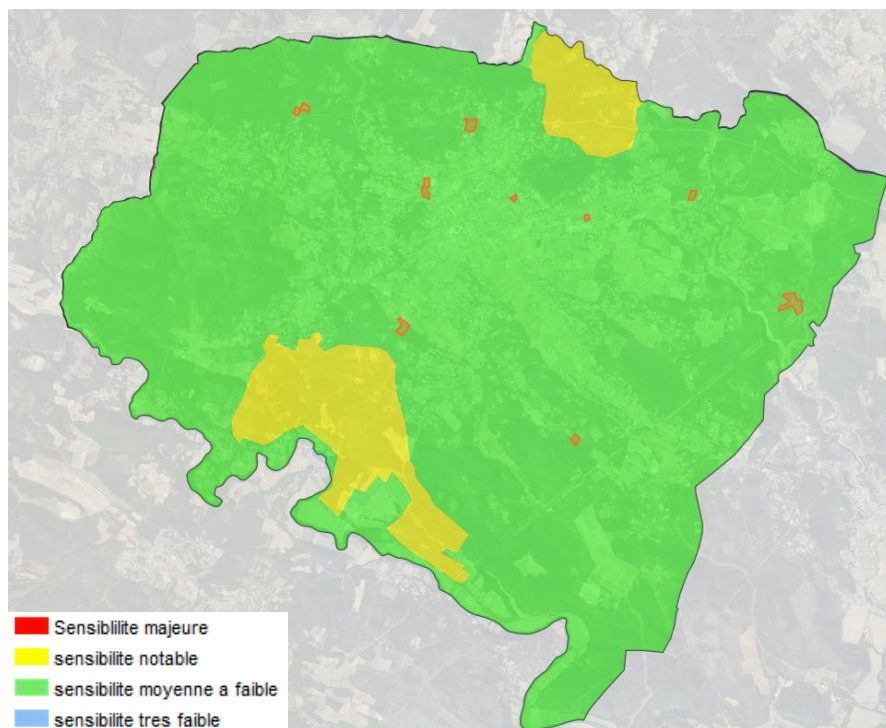 Sensiblilite majeure
sensibilite notable
sensibilite moyenne a faible
sensibilite tres faible